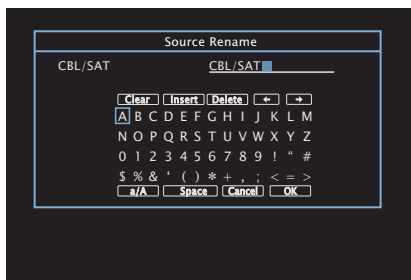 Source Rename
CBL/SAT CBL/SAT
Clear Insert Delete ← →
A B C D E F G H I J K L M
N O P Q R S T U V W X Y Z
0 1 2 3 4 5 6 7 8 9 ! “ #
$ % & ‘ ( ) * + , ; < = >
a/A Space Cancel OK